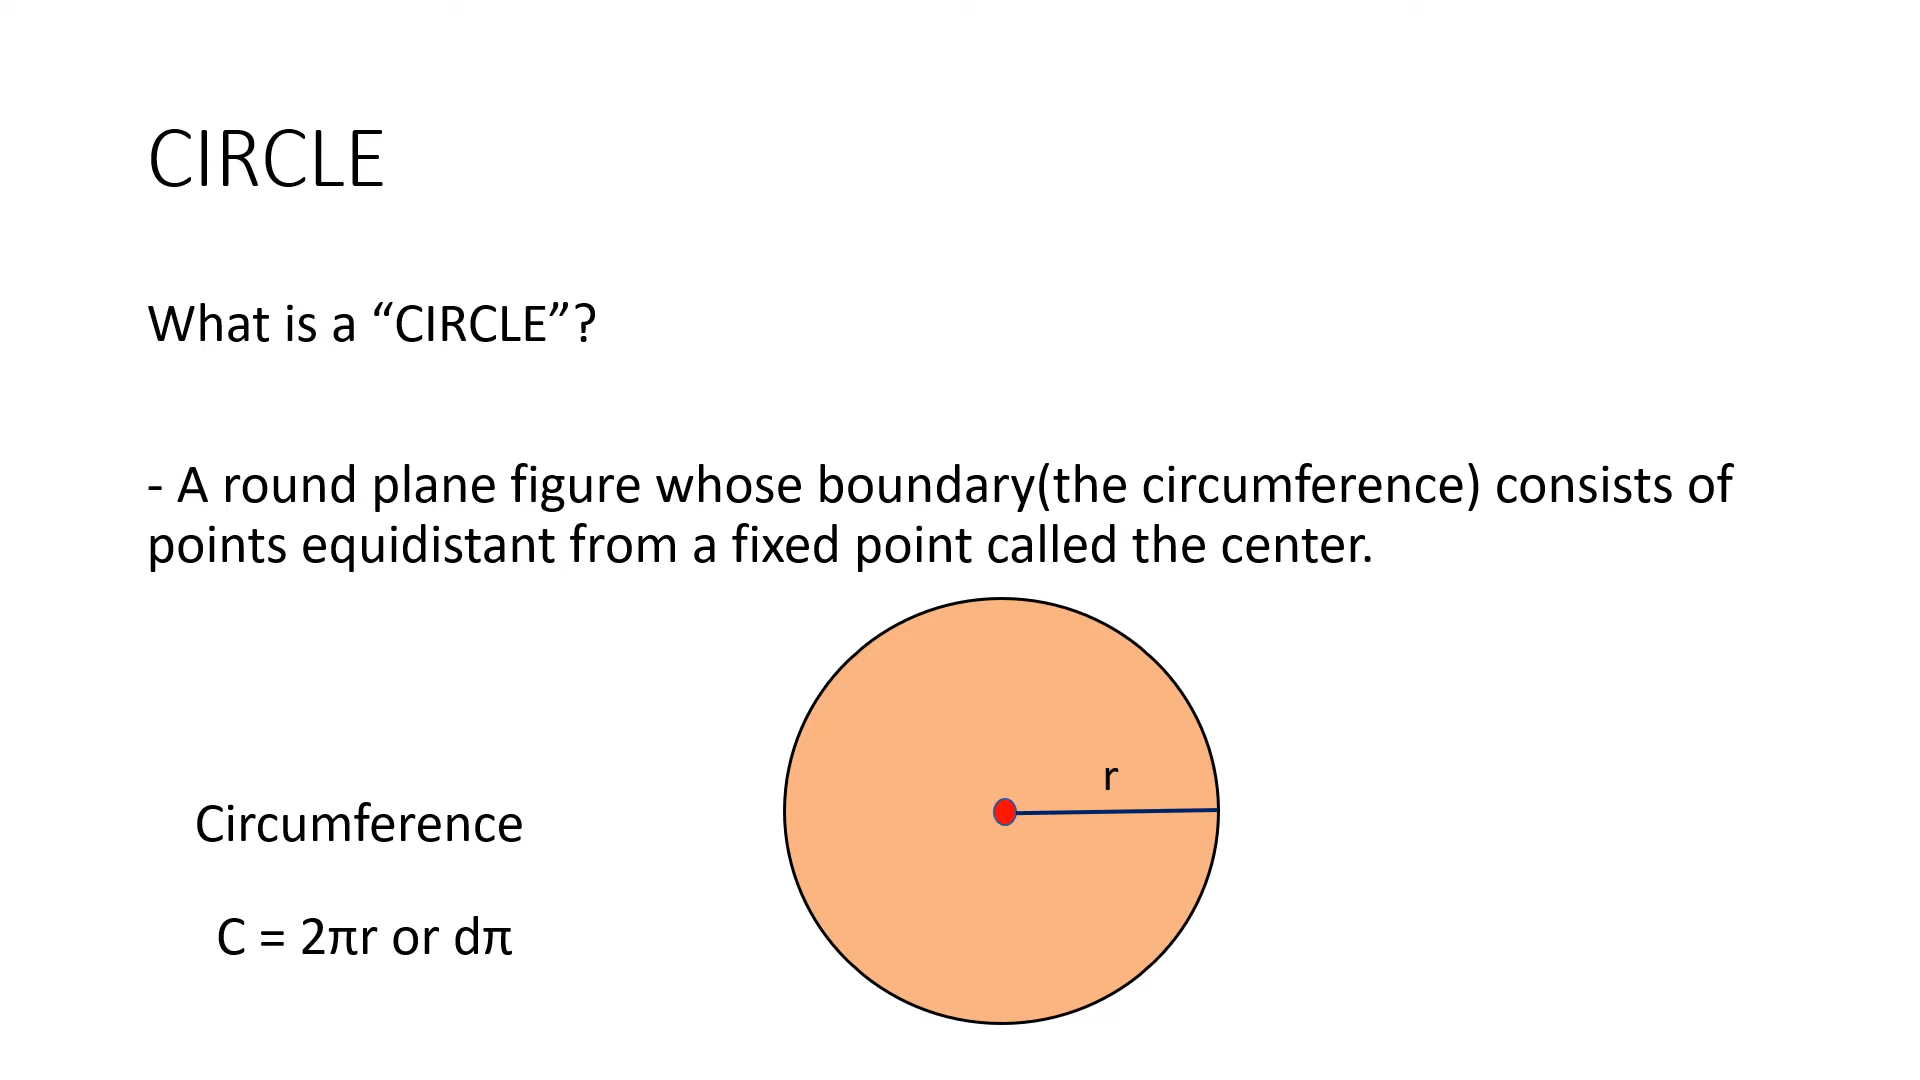 CIRCLE
What is a “CIRCLE”?
- A round plane figure whose boundary(the circumference) consists of
points equidistant from a fixed point called the center.
r
Circumference
C = 2πr or dπ